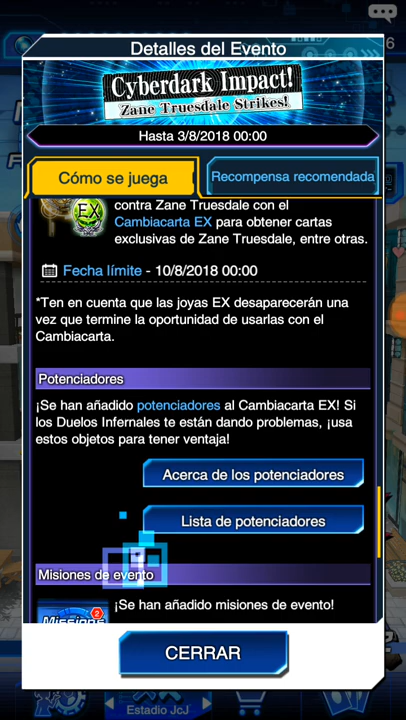 Detalles del Evento
Cyberdark Impact!
Zane Truesdale Strikes!
Hasta 3/8/2018 00:00
Cómo se juega
Recompensa recomendada
EX
contra Zane Truesdale con el
Cambiacarta EX para obtener cartas
exclusivas de Zane Truesdale, entre otras.
Fecha límite - 10/8/2018 00:00
*Ten en cuenta que las joyas EX desaparecerán una
vez que termine la oportunidad de usarlas con el
Cambiacarta.
Potenciadores
¡Se han añadido potenciadores al Cambiacarta EX! Si
los Duelos Infernales te están dando problemas, ¡usa
estos objetos para tener ventaja!
Acerca de los potenciadores
Lista de potenciadores
Misiones de evento
¡Se han añadido misiones de evento!
Missions
2
CERRAR
Estadio JcJ